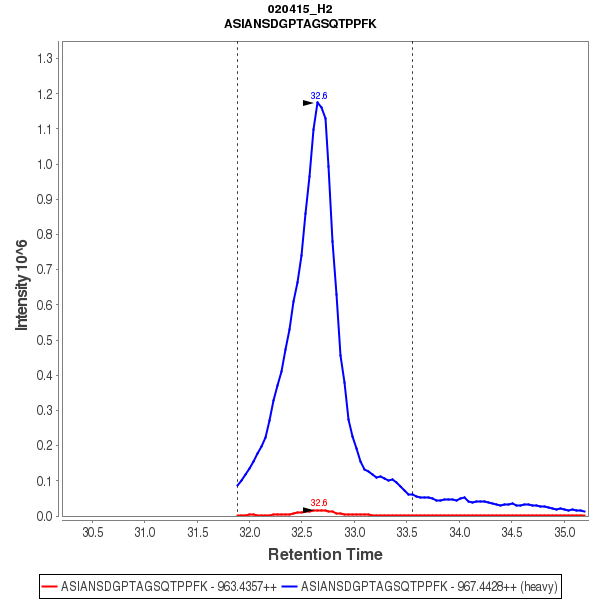 020415_H2
ASIANSDGPTAGSQTPPFK
Intensity 10^6
1.3
1.2
1.1
1.0
0.9
0.8
0.7
0.6
0.5
0.4
0.3
0.2
0.1
0.0
32.6
32.6
30.5 31.0 31.5 32.0 32.5 33.0 33.5 34.0 34.5 35.0
Retention Time
ASIANSDGPTAGSQTPPFK - 963.4357++ ASIANSDGPTAGSQTPPFK - 967.4428++ (heavy)